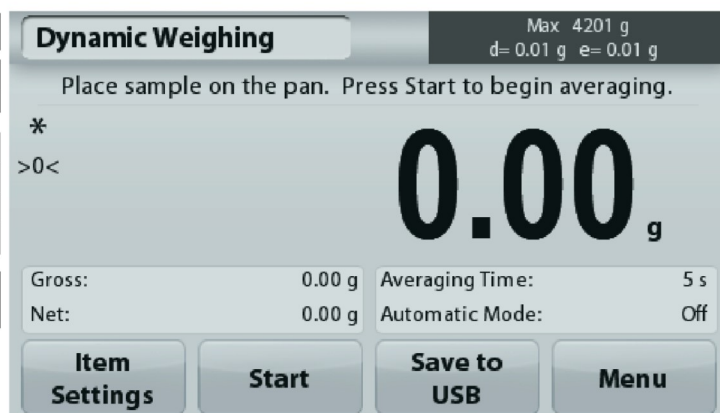 Dynamic Weighing
Max 4201 g
d= 0.01 g e= 0.01 g
Place sample on the pan. Press Start to begin averaging.
*
>0<
0.00 g
Gross: 0.00 g
Net: 0.00 g
Averaging Time: 5 s
Automatic Mode: Off
Item Settings
Start
Save to USB
Menu